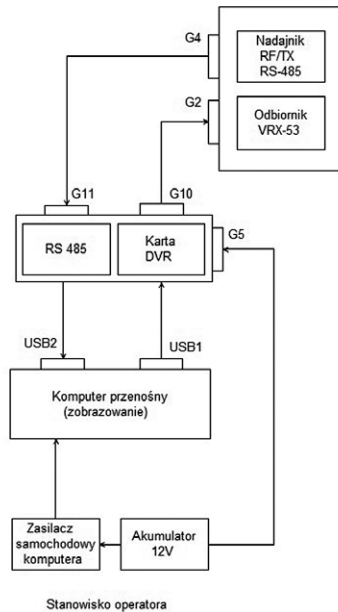 G4
Nadajnik
RF/TX
RS-485
G2
Odbiornik
VRX-53
G11
G10
RS 485
Karta
DVR
G5
USB2
USB1
Komputer przenośny
(zobrazowanie)
Zasilacz
samochodowy
komputera
Akumulator
12V
Stanowisko operatora